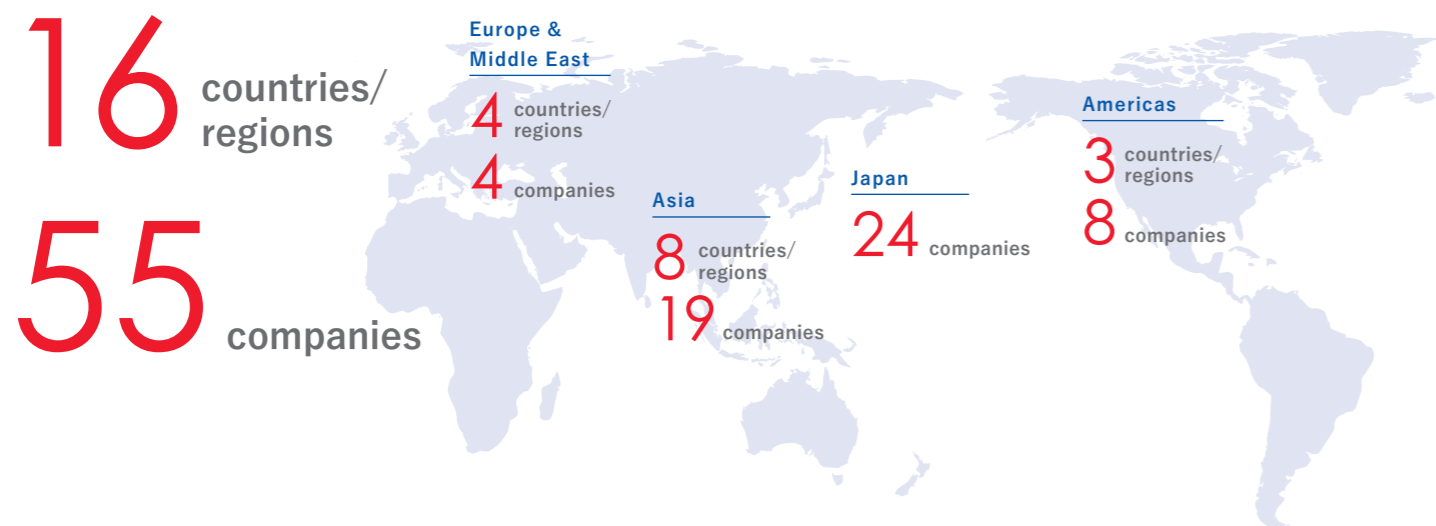 16 countries/
regions
55 companies
Europe &
Middle East
4 countries/
regions
4 companies
Asia
8 countries/
regions
19 companies
Japan
24 companies
Americas
3 countries/
regions
8 companies